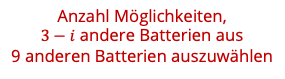 Anzahl Möglichkeiten,
3 − i andere Batterien aus
9 anderen Batterien auszuwählen